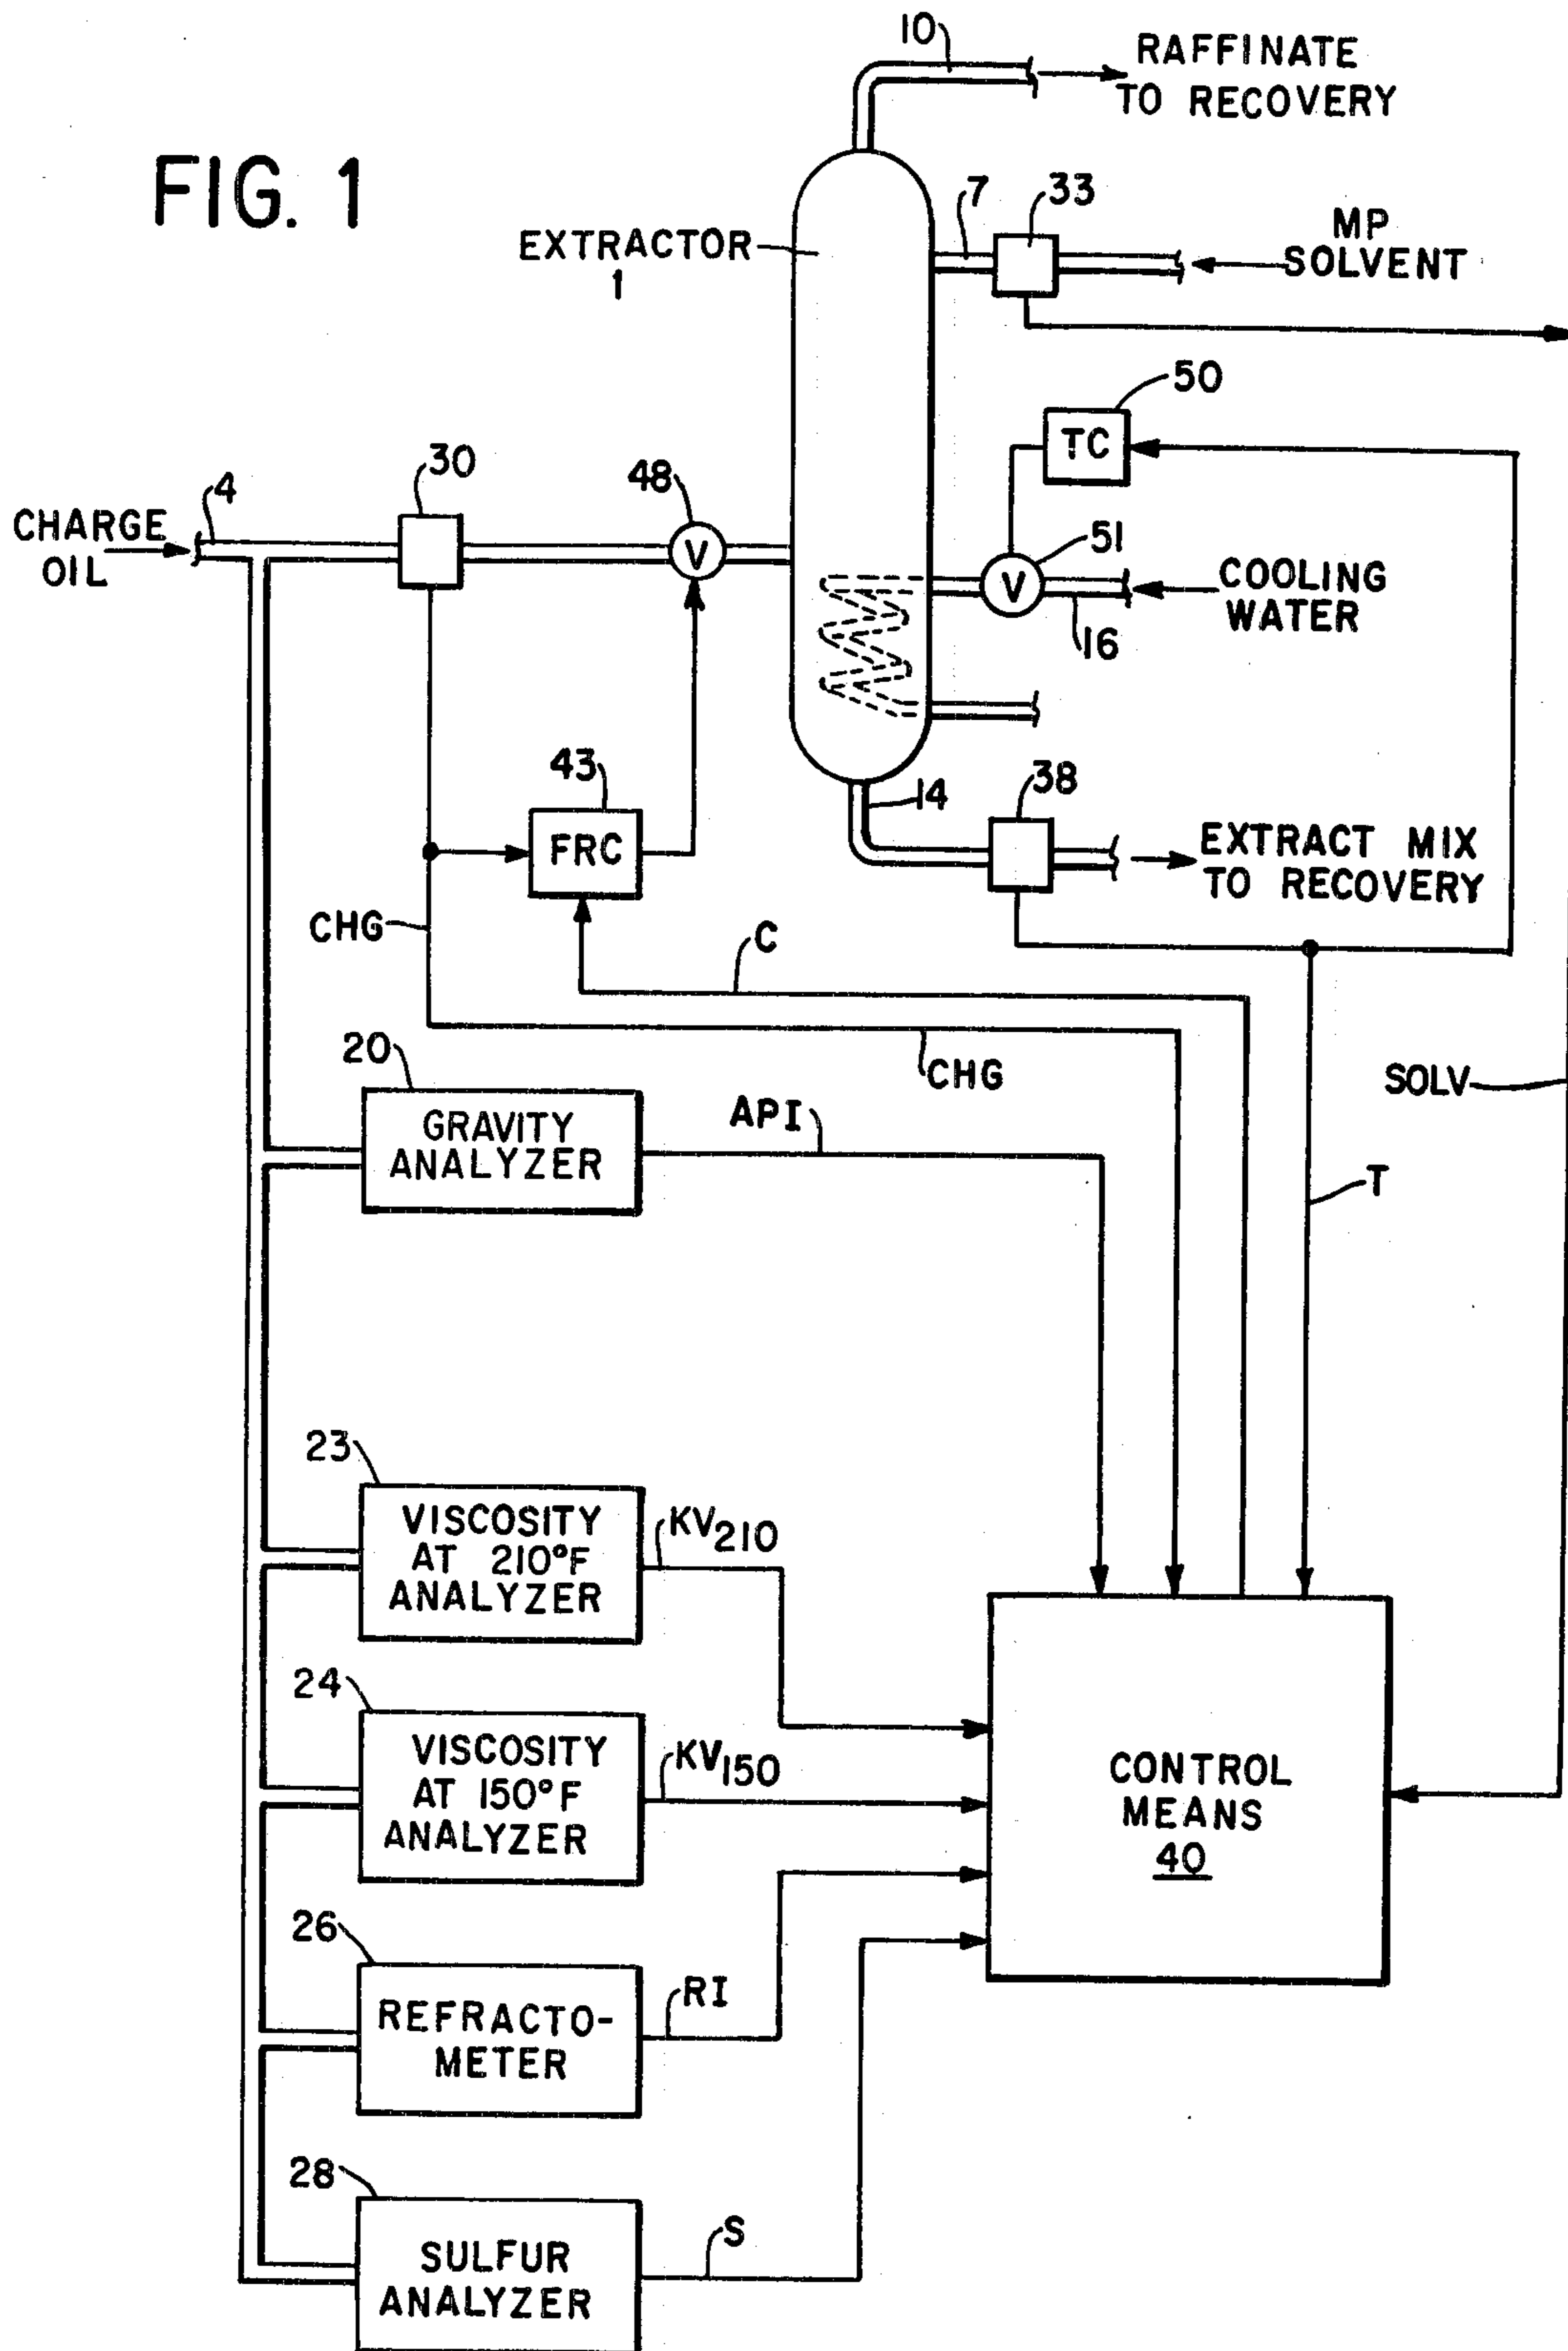 FIG. 1
10
RAFFINATE
TO RECOVERY
7
33
MP
SOLVENT
EXTRACTOR
1
50
TC
30
48
4
CHARGE
OIL
V
51
V
COOLING
WATER
16
43
FRC
38
14
EXTRACT MIX
TO RECOVERY
CHG
C
CHG
20
GRAVITY
ANALYZER
API
SOLV
T
23
VISCOSITY
AT 210°F
ANALYZER
KV210
24
VISCOSITY
AT 150°F
ANALYZER
KV150
CONTROL
MEANS
40
26
REFRACTO-
METER
RI
28
SULFUR
ANALYZER
S